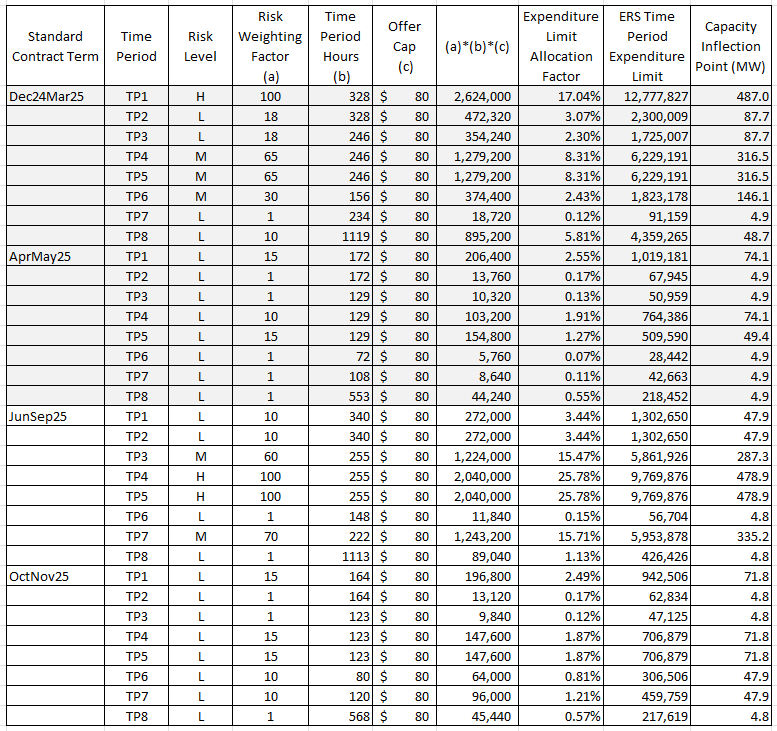 Standard Contract Term | Time Period | Risk Level | Risk Weighting Factor (a) | Time Period Hours (b) | Offer Cap (c) | (a)*(b)*(c) | Expenditure Limit Allocation Factor | ERS Time Period Expenditure Limit | Capacity Inflection Point (MW)
Dec24Mar25 | TP1 | H | 100 | 328 | $ 80 | 2,624,000 | 17.04% | 12,777,827 | 487.0
TP2 | L | 18 | 328 | $ 80 | 472,320 | 3.07% | 2,300,009 | 87.7
TP3 | L | 18 | 246 | $ 80 | 354,240 | 2.30% | 1,725,007 | 87.7
TP4 | M | 65 | 246 | $ 80 | 1,279,200 | 8.31% | 6,229,191 | 316.5
TP5 | M | 65 | 246 | $ 80 | 1,279,200 | 8.31% | 6,229,191 | 316.5
TP6 | M | 30 | 156 | $ 80 | 374,400 | 2.43% | 1,823,178 | 146.1
TP7 | L | 1 | 234 | $ 80 | 18,720 | 0.12% | 91,159 | 4.9
TP8 | L | 10 | 1119 | $ 80 | 895,200 | 5.81% | 4,359,265 | 48.7
AprMay25 | TP1 | L | 15 | 172 | $ 80 | 206,400 | 2.55% | 1,019,181 | 74.1
TP2 | L | 1 | 172 | $ 80 | 13,760 | 0.17% | 67,945 | 4.9
TP3 | L | 1 | 129 | $ 80 | 10,320 | 0.13% | 50,959 | 4.9
TP4 | L | 10 | 129 | $ 80 | 103,200 | 1.91% | 764,386 | 74.1
TP5 | L | 15 | 129 | $ 80 | 154,800 | 1.27% | 509,590 | 49.4
TP6 | L | 1 | 72 | $ 80 | 5,760 | 0.07% | 28,442 | 4.9
TP7 | L | 1 | 108 | $ 80 | 8,640 | 0.11% | 42,663 | 4.9
TP8 | L | 1 | 553 | $ 80 | 44,240 | 0.55% | 218,452 | 4.9
JunSep25 | TP1 | L | 10 | 340 | $ 80 | 272,000 | 3.44% | 1,302,650 | 47.9
TP2 | L | 10 | 340 | $ 80 | 272,000 | 3.44% | 1,302,650 | 47.9
TP3 | M | 60 | 255 | $ 80 | 1,224,000 | 15.47% | 5,861,926 | 287.3
TP4 | H | 100 | 255 | $ 80 | 2,040,000 | 25.78% | 9,769,876 | 478.9
TP5 | H | 100 | 255 | $ 80 | 2,040,000 | 25.78% | 9,769,876 | 478.9
TP6 | L | 1 | 148 | $ 80 | 11,840 | 0.15% | 56,704 | 4.8
TP7 | M | 70 | 222 | $ 80 | 1,243,200 | 15.71% | 5,953,878 | 335.2
TP8 | L | 1 | 1113 | $ 80 | 89,040 | 1.13% | 426,426 | 4.8
OctNov25 | TP1 | L | 15 | 164 | $ 80 | 196,800 | 2.49% | 942,506 | 71.8
TP2 | L | 1 | 164 | $ 80 | 13,120 | 0.17% | 62,834 | 4.8
TP3 | L | 1 | 123 | $ 80 | 9,840 | 0.12% | 47,125 | 4.8
TP4 | L | 15 | 123 | $ 80 | 147,600 | 1.87% | 706,879 | 71.8
TP5 | L | 15 | 123 | $ 80 | 147,600 | 1.87% | 706,879 | 71.8
TP6 | L | 10 | 80 | $ 80 | 64,000 | 0.81% | 306,506 | 47.9
TP7 | L | 10 | 120 | $ 80 | 96,000 | 1.21% | 459,759 | 47.9
TP8 | L | 1 | 568 | $ 80 | 45,440 | 0.57% | 217,619 | 4.8